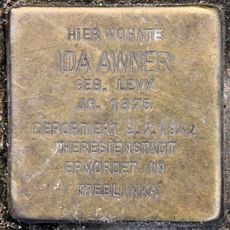 HIER WOHNTE
IDA AWNER
GEB. LEVY
JG. 1875
DEPORTIERT 3.7.1942
THERESIENSTADT
ERMORDET IN
TREBLINKA